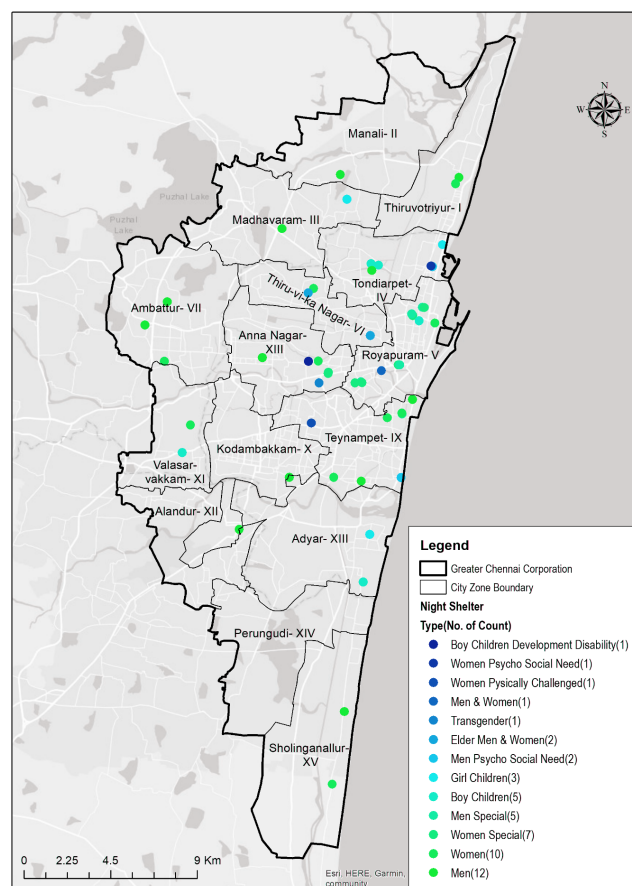 N
W E
S
Manali- II
Puzhal Lake
Thiruvotriyur- I
Madhavaram- III
Puzhal
Lake
Thiru-vi-ka Nagar- VI
Tondiarpet-
IV
Ambattur- VII
Anna Nagar-
XIII
Royapuram- V
Teynampet- IX
Kodambakkam- X
Valasar-
vakkam- XI
Alandur- XII
Adyar- XIII
Perungudi- XIV
Sholinganallur-
XV
Legend
Greater Chennai Corporation
City Zone Boundary
Night Shelter
Type(No. of Count)
Boy Children Development Disability(1)
Women Psycho Social Need(1)
Women Pysically Challenged(1)
Men & Women(1)
Transgender(1)
Elder Men & Women(2)
Men Psycho Social Need(2)
Girl Children(3)
Boy Children(5)
Men Special(5)
Women Special(7)
Women(10)
Men(12)
0 2.25 4.5 9 Km
Esri, HERE, Garmin,
community